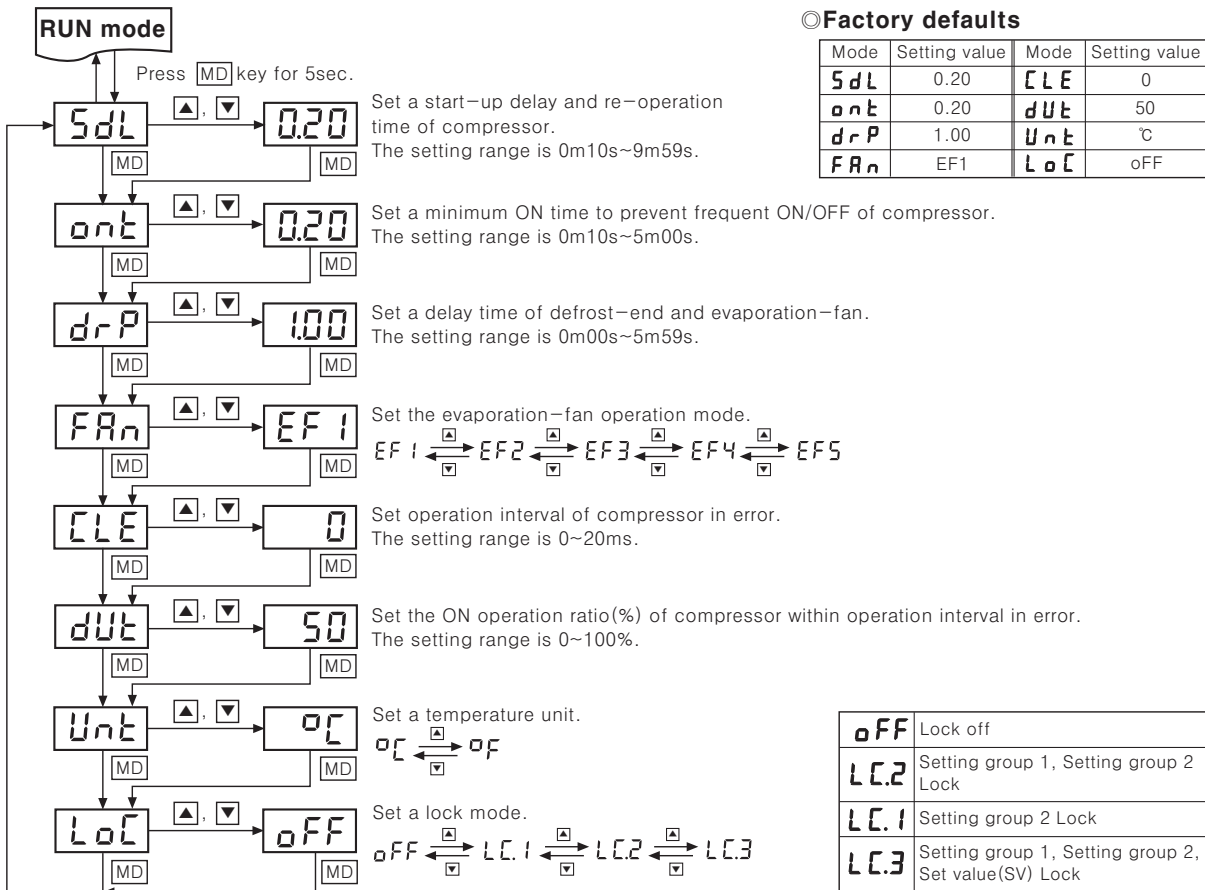 RUN mode
Press MD key for 5sec.
◎Factory defaults
Mode Setting value Mode Setting value
SdL 0.20 CLE 0
ont 0.20 dUt 50
drP 1.00 Unt ℃
FAn EF1 LoC oFF
SdL ▲, ▼ 0.20
MD MD
Set a start-up delay and re-operation
time of compressor.
The setting range is 0m10s~9m59s.
ont ▲, ▼ 0.20
MD MD
Set a minimum ON time to prevent frequent ON/OFF of compressor.
The setting range is 0m10s~5m00s.
drP ▲, ▼ 1.00
MD MD
Set a delay time of defrost-end and evaporation-fan.
The setting range is 0m00s~5m59s.
FAn ▲, ▼ EF1
MD MD
Set the evaporation-fan operation mode.
EF1 ▲ ▼ EF2 ▲ ▼ EF3 ▲ ▼ EF4 ▲ ▼ EF5
CLE ▲, ▼ 0
MD MD
Set operation interval of compressor in error.
The setting range is 0~20ms.
dUt ▲, ▼ 50
MD MD
Set the ON operation ratio(%) of compressor within operation interval in error.
The setting range is 0~100%.
Unt ▲, ▼ °C
MD MD
Set a temperature unit.
°C ▲ ▼ °F
LoC ▲, ▼ oFF
MD MD
Set a lock mode.
oFF ▲ ▼ LC.1 ▲ ▼ LC.2 ▲ ▼ LC.3
oFF Lock off
LC.2 Setting group 1, Setting group 2
Lock
LC.1 Setting group 2 Lock
LC.3 Setting group 1, Setting group 2,
Set value(SV) Lock